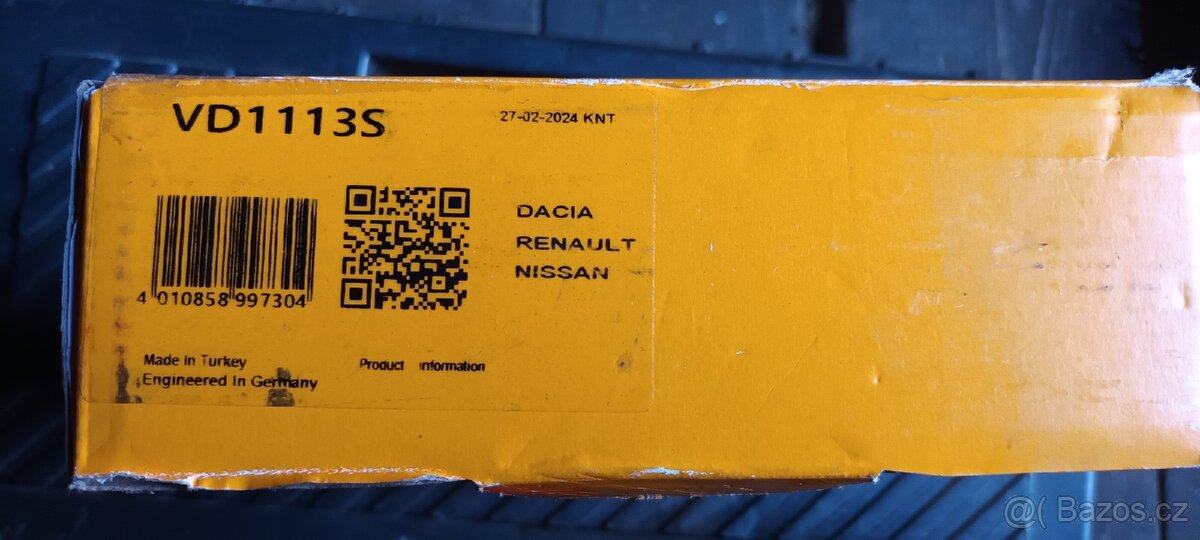 VD1113S
27-02-2024 KNT
DACIA
RENAULT
NISSAN
4 010858 997304
Made In Turkey
Engineered In Germany
Product information
@( Bazos.cz